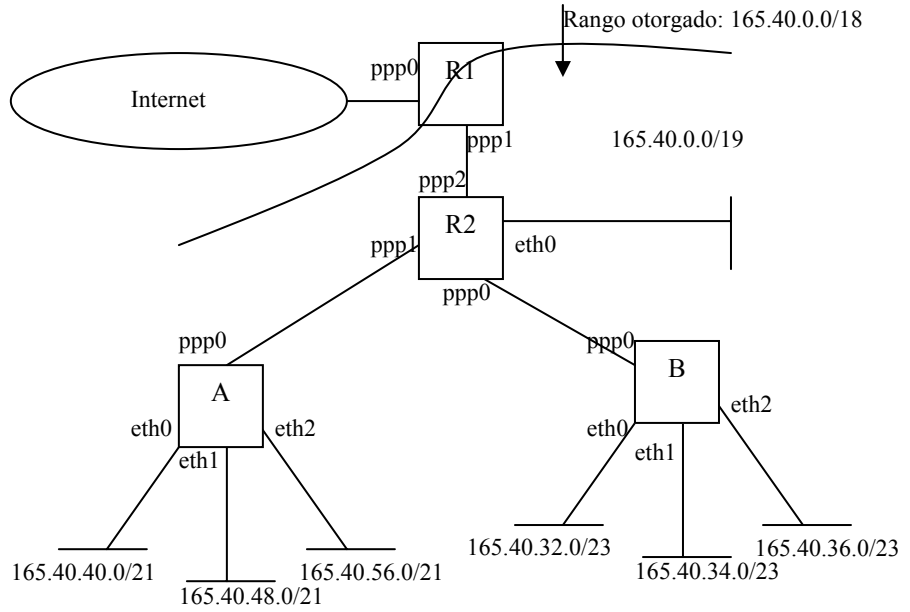 Rango otorgado: 165.40.0.0/18
ppp0
R1
Internet
ppp1
165.40.0.0/19
ppp2
R2
ppp1
eth0
ppp0
ppp0
ppp0
A
B
eth0
eth2
eth1
eth0
eth2
eth1
165.40.40.0/21
165.40.48.0/21
165.40.56.0/21
165.40.32.0/23
165.40.34.0/23
165.40.36.0/23